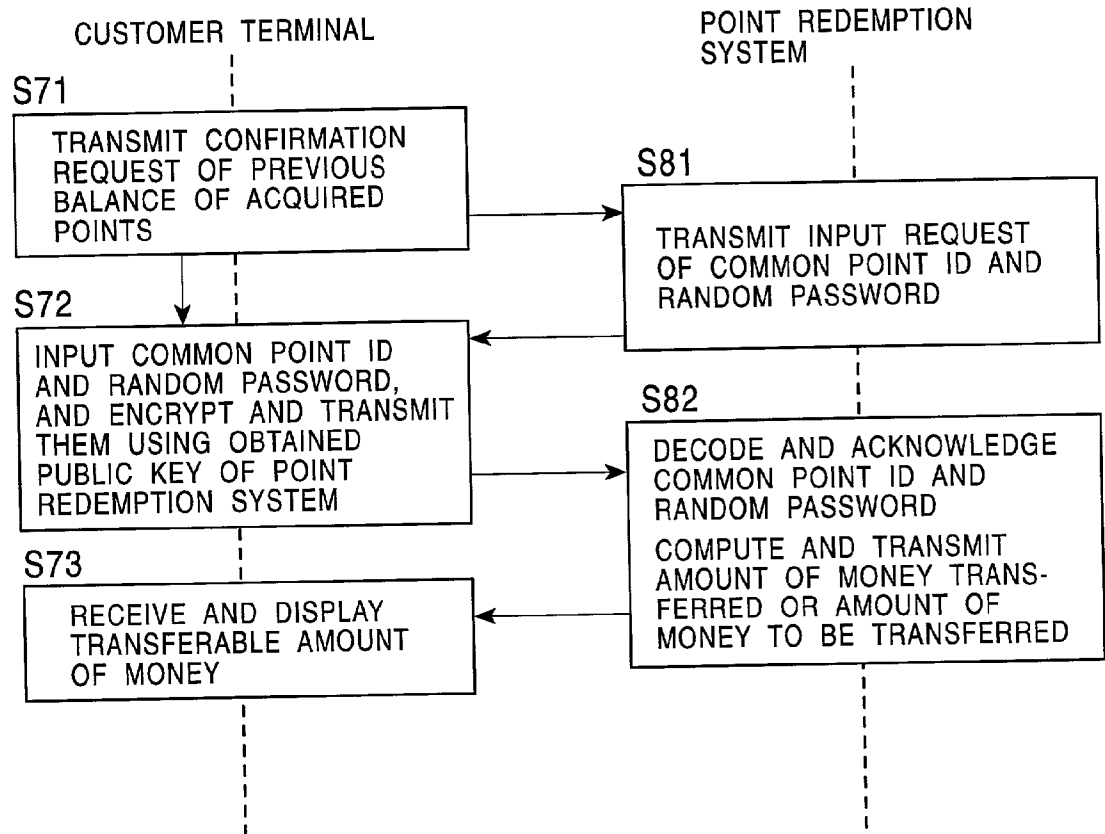 CUSTOMER TERMINAL
POINT REDEMPTION
SYSTEM
S71
TRANSMIT CONFIRMATION
REQUEST OF PREVIOUS
BALANCE OF ACQUIRED
POINTS
S81
TRANSMIT INPUT REQUEST
OF COMMON POINT ID AND
RANDOM PASSWORD
S72
INPUT COMMON POINT ID
AND RANDOM PASSWORD,
AND ENCRYPT AND TRANSMIT
THEM USING OBTAINED
PUBLIC KEY OF POINT
REDEMPTION SYSTEM
S82
DECODE AND ACKNOWLEDGE
COMMON POINT ID AND
RANDOM PASSWORD
COMPUTE AND TRANSMIT
AMOUNT OF MONEY TRANS-
FERRED OR AMOUNT OF
MONEY TO BE TRANSFERRED
S73
RECEIVE AND DISPLAY
TRANSFERABLE AMOUNT
OF MONEY